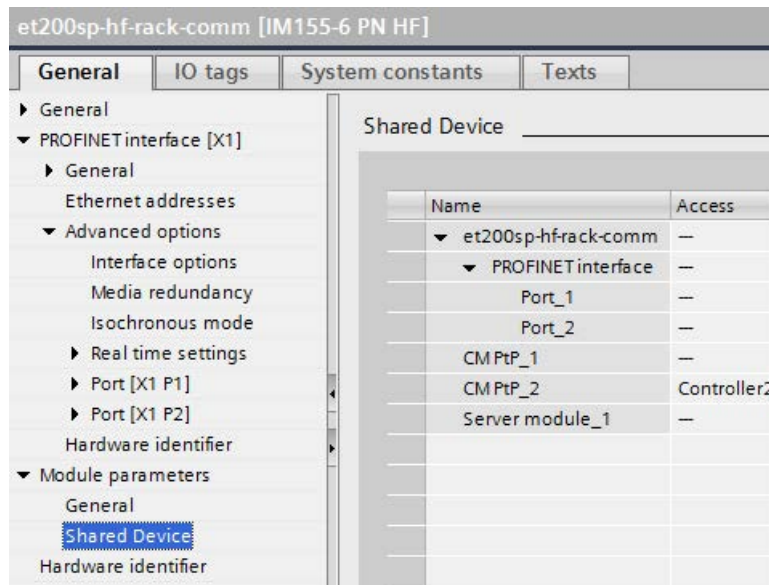 et200sp-hf-rack-comm [IM155-6 PN HF]
General IO tags System constants Texts
General
PROFINET interface [X1]
General
Ethernet addresses
Advanced options
Interface options
Media redundancy
Isochronous mode
Real time settings
Port [X1 P1]
Port [X1 P2]
Hardware identifier
Module parameters
General
Shared Device
Hardware identifier
Shared Device
Name Access
et200sp-hf-rack-comm —
PROFINET interface —
Port_1 —
Port_2 —
CM PtP_1 —
CM PtP_2 Controller2
Server module_1 —